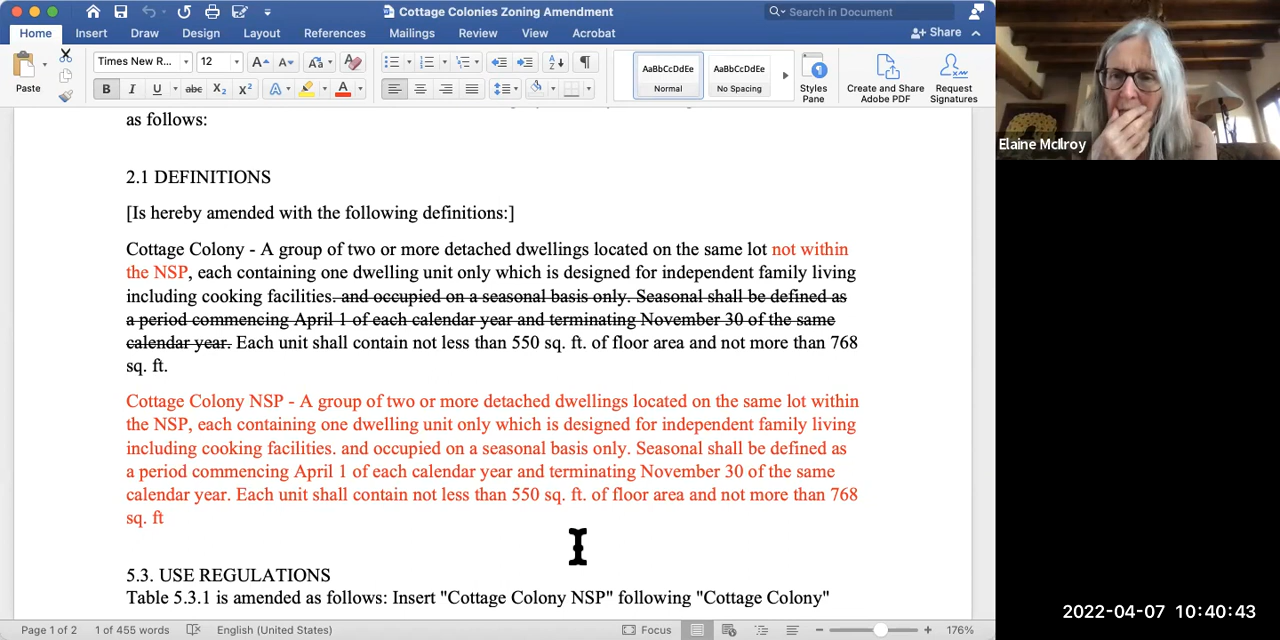 Cottage Colonies Zoning Amendment
Search in Document
Home Insert Draw Design Layout References Mailings Review View Acrobat Share
Paste
Times New R... 12
AaBbCcDdEe AaBbCcDdEe
Normal No Spacing
Styles Pane
Create and Share Adobe PDF
Request Signatures
as follows:
2.1 DEFINITIONS
[Is hereby amended with the following definitions:]
Cottage Colony - A group of two or more detached dwellings located on the same lot not within
the NSP, each containing one dwelling unit only which is designed for independent family living
including cooking facilities. and occupied on a seasonal basis only. Seasonal shall be defined as
a period commencing April 1 of each calendar year and terminating November 30 of the same
calendar year. Each unit shall contain not less than 550 sq. ft. of floor area and not more than 768
sq. ft.
Cottage Colony NSP - A group of two or more detached dwellings located on the same lot within
the NSP, each containing one dwelling unit only which is designed for independent family living
including cooking facilities. and occupied on a seasonal basis only. Seasonal shall be defined as
a period commencing April 1 of each calendar year and terminating November 30 of the same
calendar year. Each unit shall contain not less than 550 sq. ft. of floor area and not more than 768
sq. ft
5.3. USE REGULATIONS
Table 5.3.1 is amended as follows: Insert "Cottage Colony NSP" following "Cottage Colony"
Page 1 of 2 1 of 455 words English (United States) Focus 176%
Elaine McIlroy
2022-04-07 10:40:43